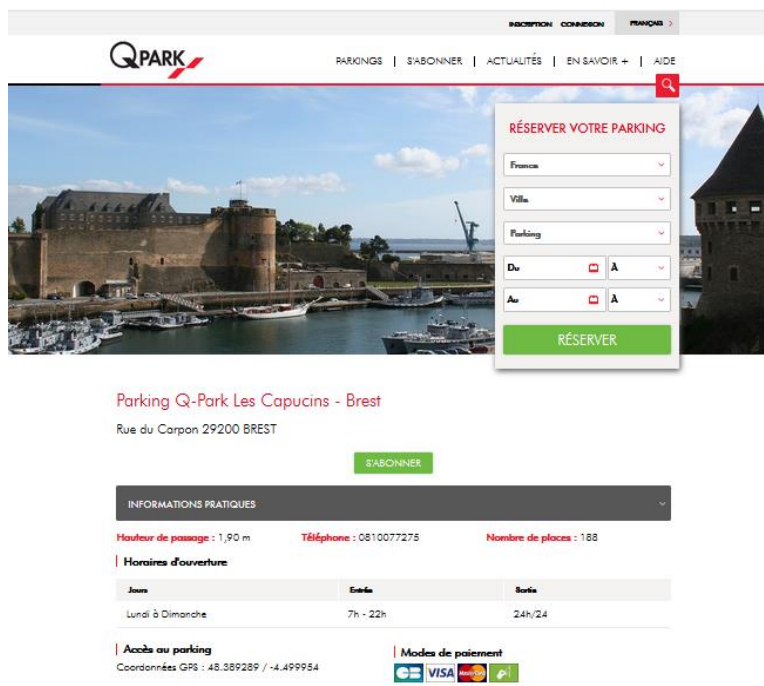 INSCRIPTION CONNEXION FRANÇAIS >
QPARK
PARKINGS | S'ABONNER | ACTUALITÉS | EN SAVOIR + | AIDE
RÉSERVER VOTRE PARKING
France
Ville
Parking
Du À
Au À
RÉSERVER
Parking Q-Park Les Capucins - Brest
Rue du Carpon 29200 BREST
S'ABONNER
INFORMATIONS PRATIQUES
Hauteur de passage : 1,90 m Téléphone : 0810077275 Nombre de places : 188
Horaires d'ouverture
Jours Entrée Sortie
Lundi à Dimanche 7h - 22h 24h/24
Accès au parking Modes de paiement
Coordonnées GPS : 48.389289 / -4.499954
CB VISA MasterCard